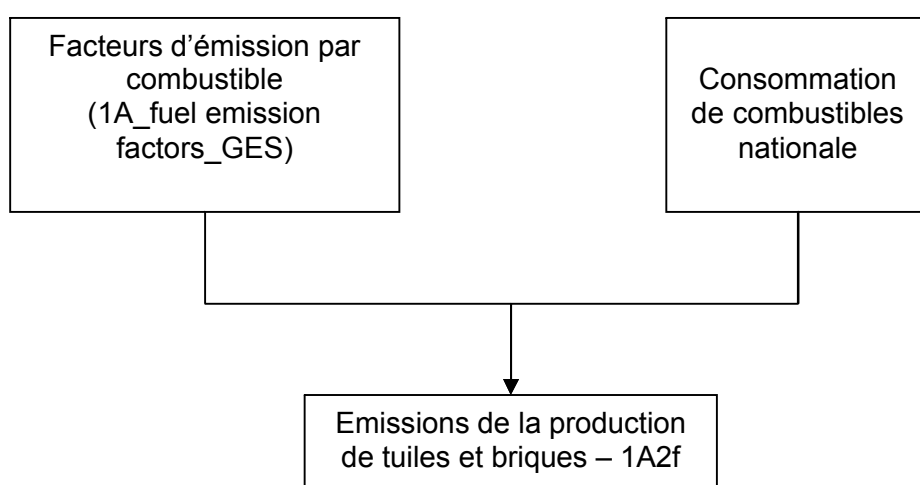 Facteurs d’émission par
combustible
(1A_fuel emission
factors_GES)
Consommation
de combustibles
nationale
Emissions de la production
de tuiles et briques – 1A2f